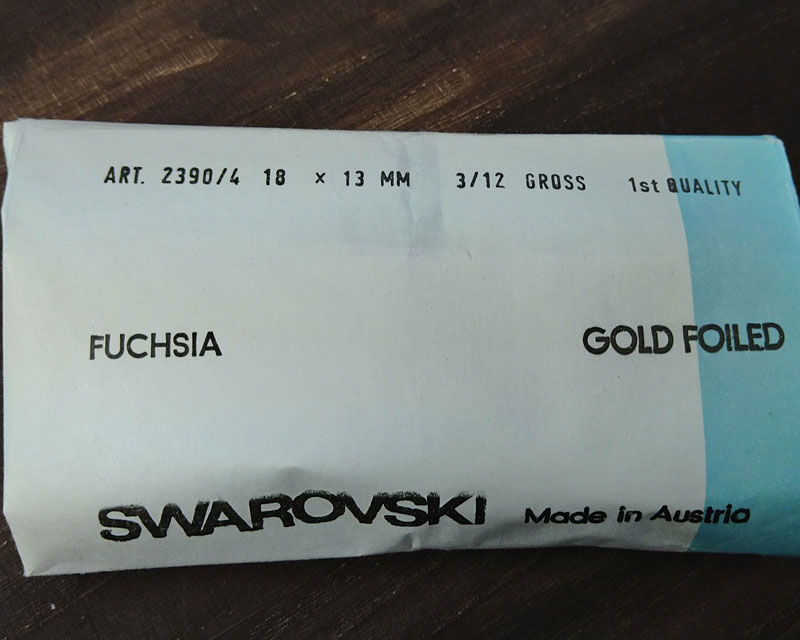 ART. 2390/4 18 x 13 MM 3/12 GROSS 1st QUALITY
FUCHSIA GOLD FOILED
SWAROVSKI Made in Austria